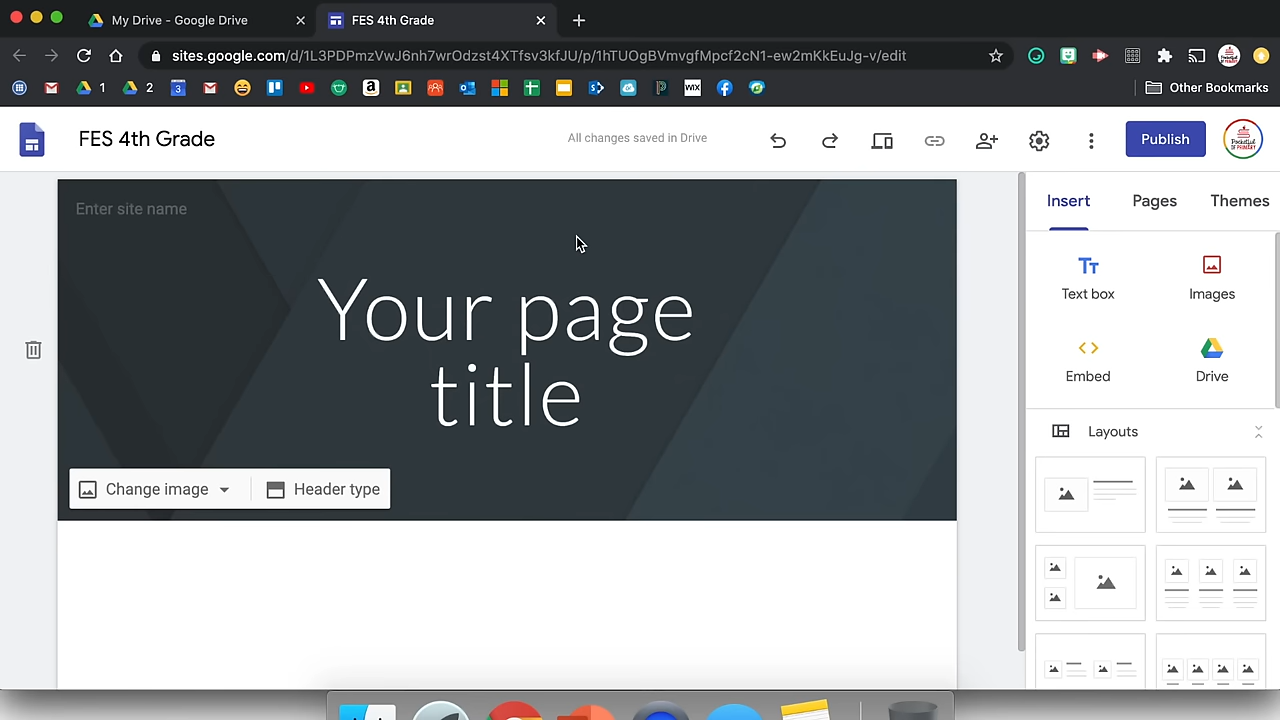 My Drive - Google Drive
FES 4th Grade
sites.google.com/d/1L3PDPmzVwJ6nh7wrOdzst4XTfsv3kfJU/p/1hTUOgBVmvgfMpcf2cN1-ew2mKkEuJg-v/edit
1
2
3
a
WIX
Other Bookmarks
FES 4th Grade
All changes saved in Drive
Publish
Enter site name
Your page
title
Change image
Header type
Insert
Pages
Themes
Text box
Images
Embed
Drive
Layouts